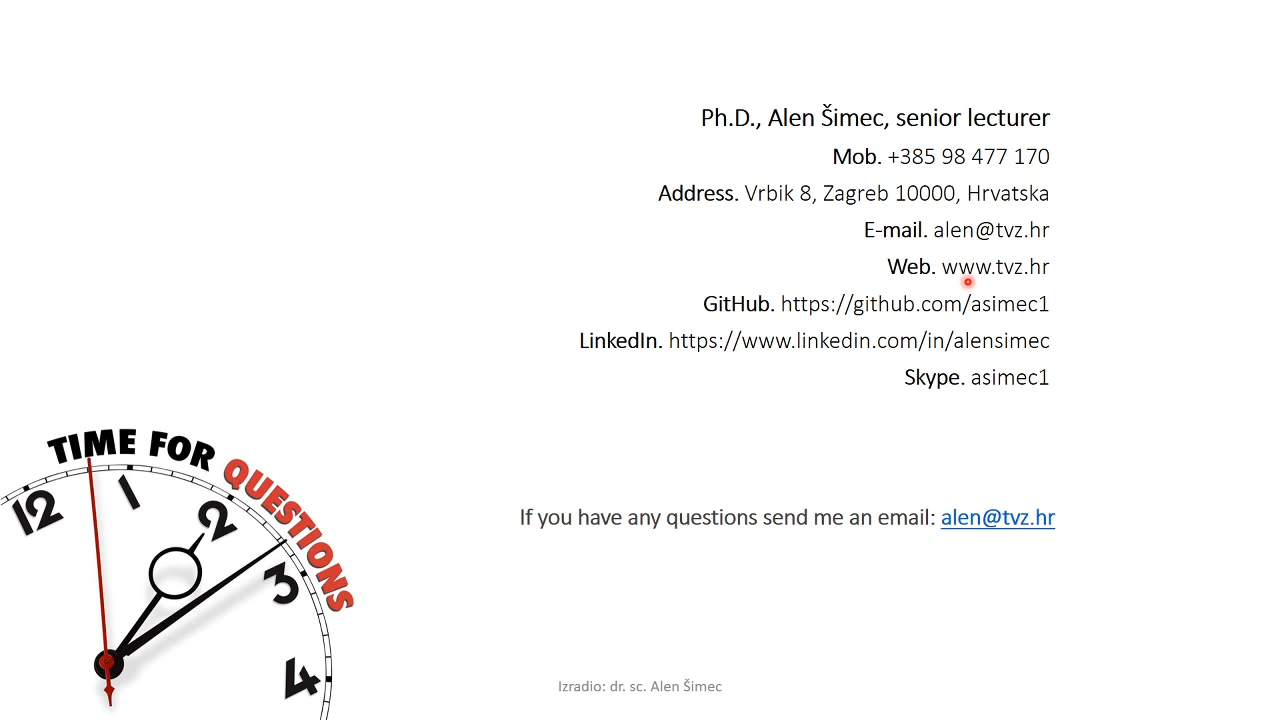 Ph.D., Alen Šimec, senior lecturer
Mob. +385 98 477 170
Address. Vrbik 8, Zagreb 10000, Hrvatska
E-mail. alen@tvz.hr
Web. www.tvz.hr
GitHub. https://github.com/asimec1
LinkedIn. https://www.linkedin.com/in/alensimec
Skype. asimec1
TIME FOR QUESTIONS
12
1
2
3
4
If you have any questions send me an email: alen@tvz.hr
Izradio: dr. sc. Alen Šimec